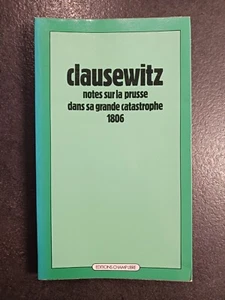 clausewitz
notes sur la prusse
dans sa grande catastrophe
1806
EDITIONS CHAMP LIBRE